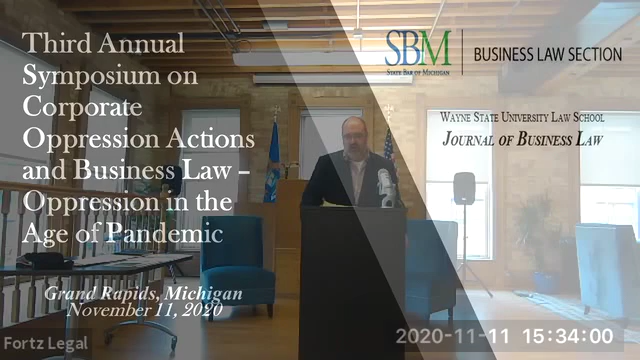 Third Annual
Symposium on
Corporate
Oppression Actions
and Business Law –
Oppression in the
Age of Pandemic
Grand Rapids, Michigan
November 11, 2020
SBM
STATE BAR OF MICHIGAN
BUSINESS LAW SECTION
WAYNE STATE UNIVERSITY LAW SCHOOL
JOURNAL OF BUSINESS LAW
Fortz Legal
2020-11-11 15:34:00